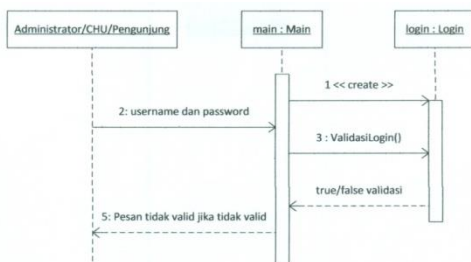 Administrator/CHU/Pengunjung
main : Main
login : Login
1 << create >>
2: username dan password
3 : ValidasiLogin()
true/false validasi
5: Pesan tidak valid jika tidak valid